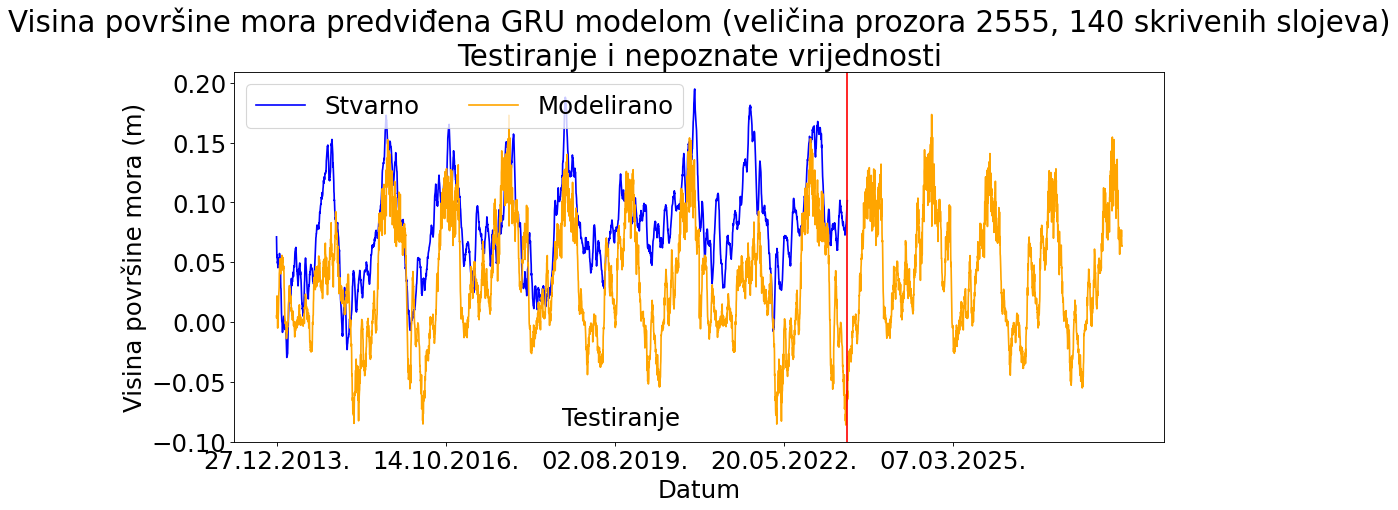 Visina površine mora predviđena GRU modelom (veličina prozora 2555, 140 skrivenih slojeva)
Testiranje i nepoznate vrijednosti
Stvarno Modelirano
Visina površine mora (m)
0.20
0.15
0.10
0.05
0.00
−0.05
−0.10
Testiranje
27.12.2013. 14.10.2016. 02.08.2019. 20.05.2022. 07.03.2025.
Datum